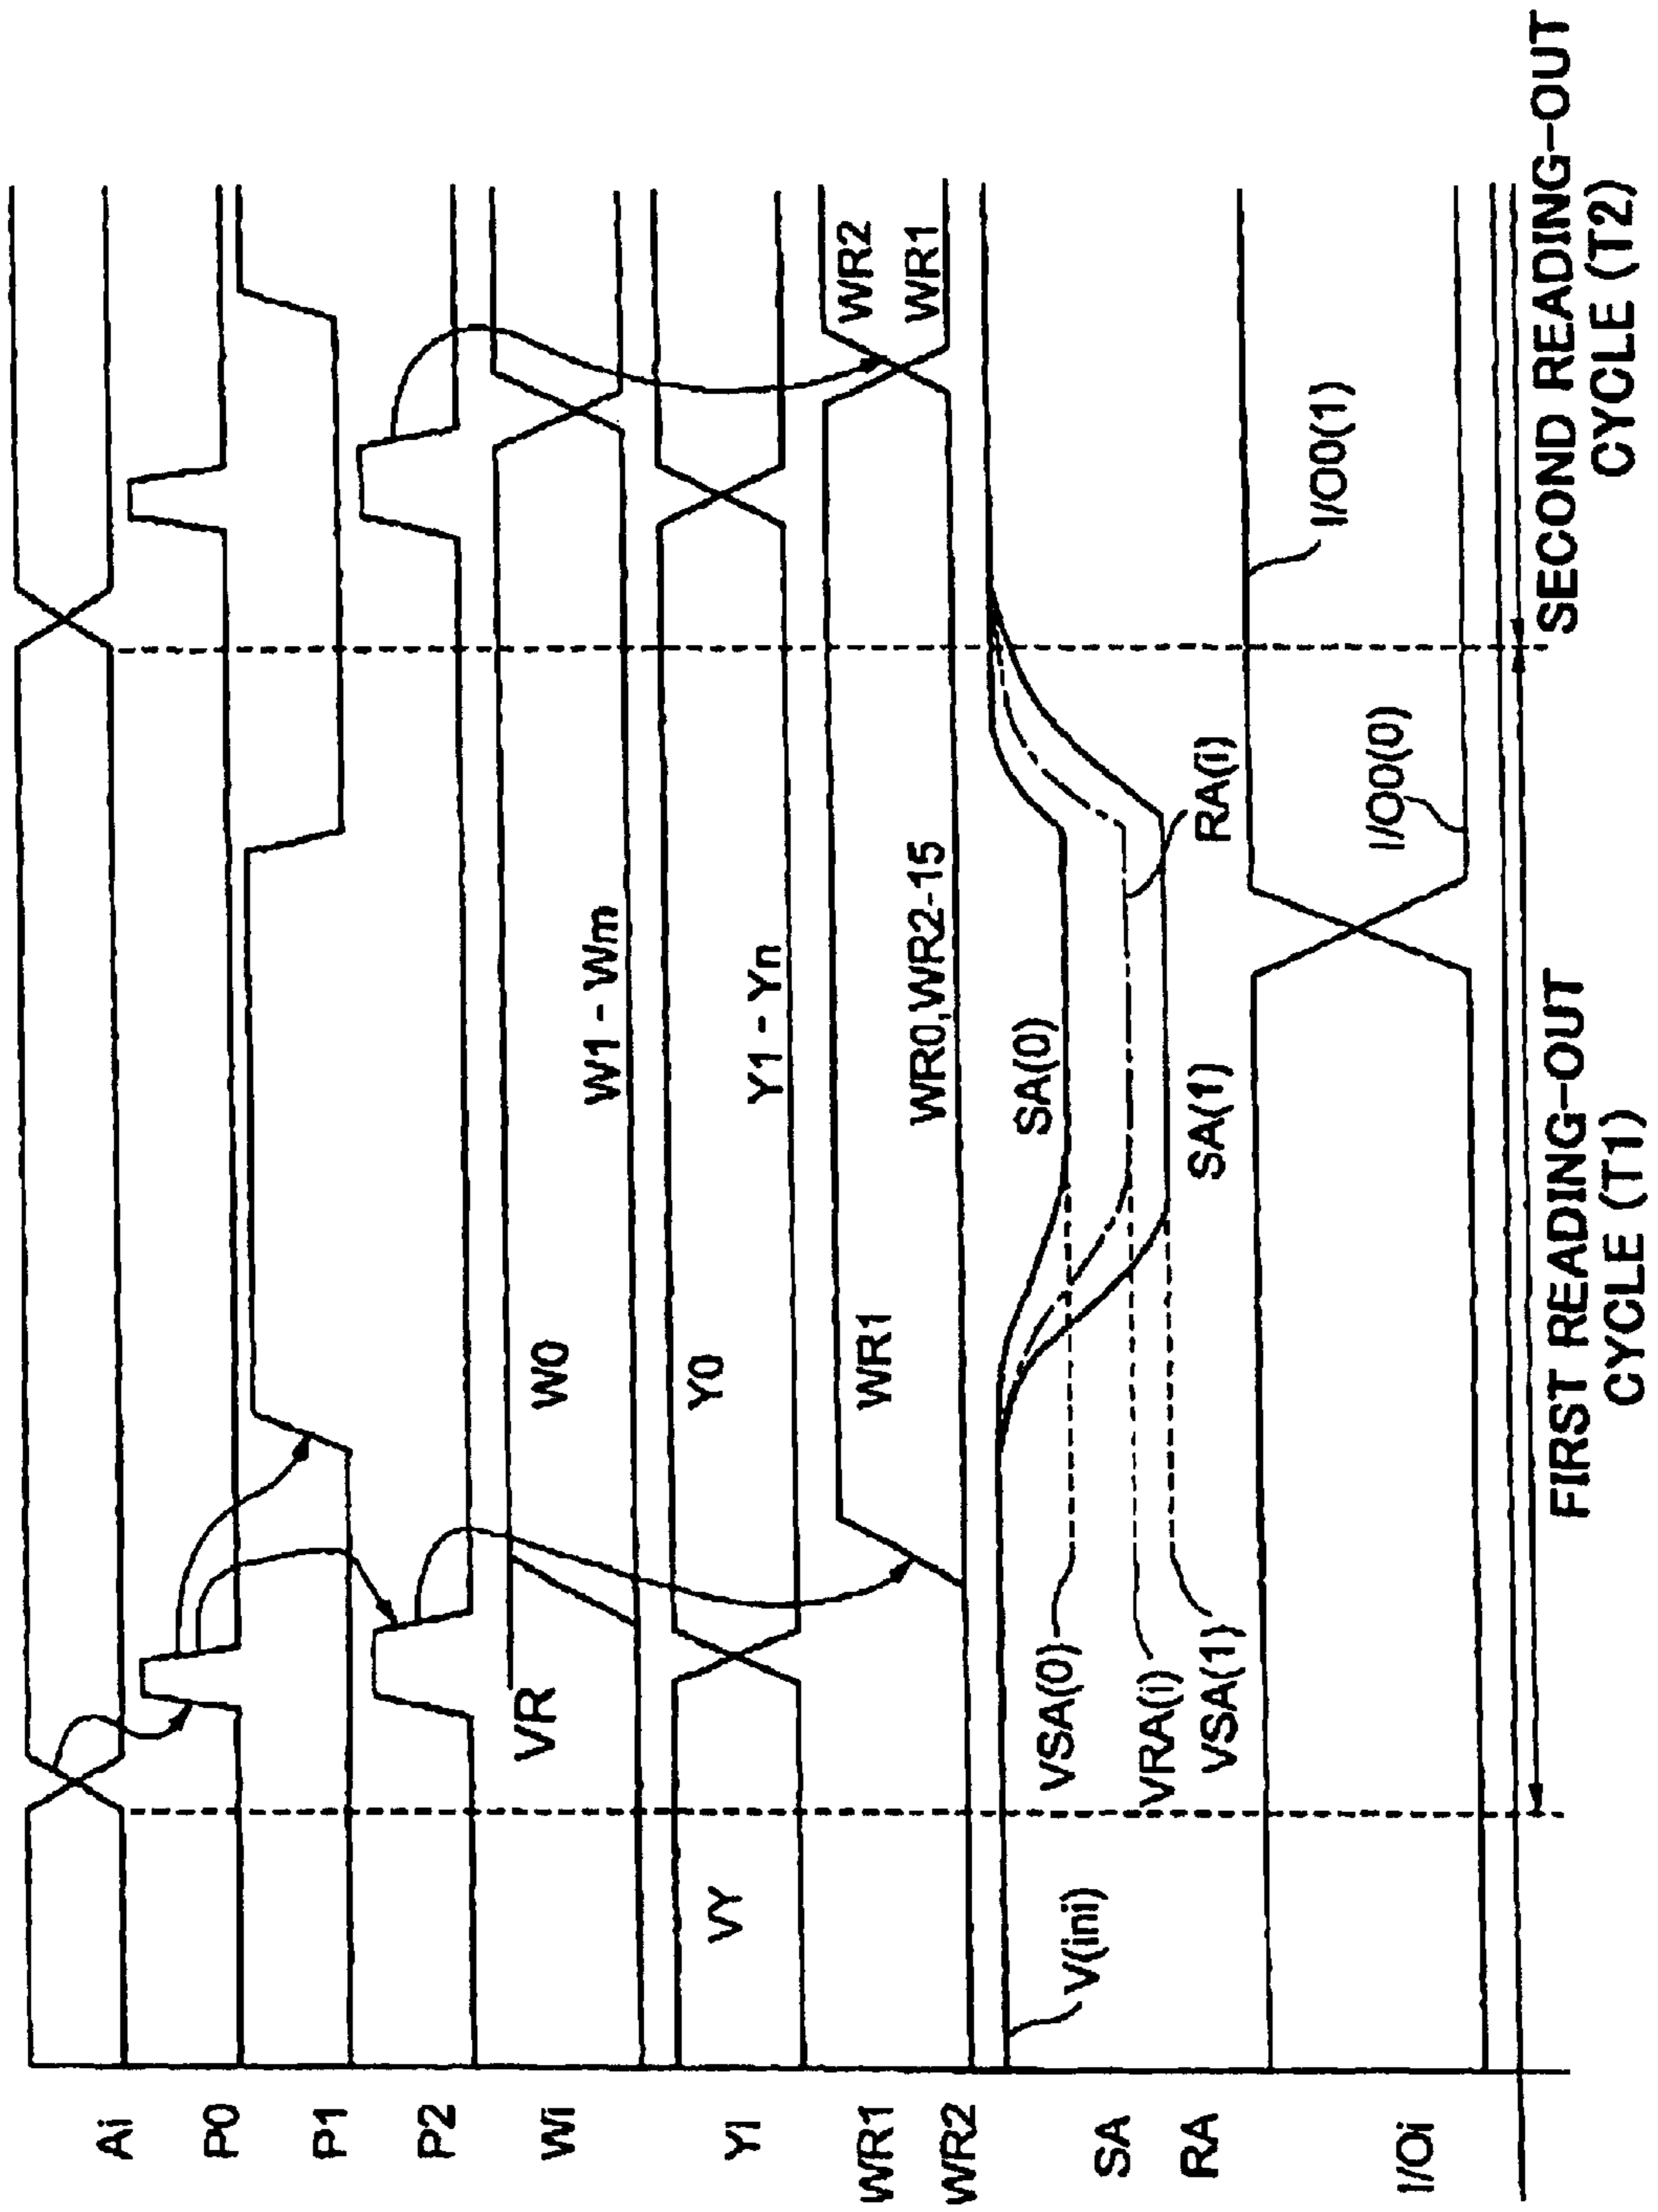 Ai
P0
P1
P2
Wi
Yj
WR1
WR2
SA
RA
I/Oi
VR
W0
W1 - Wm
VY
Y0
Y1 - Yn
WR1
WR0,WR2-15
WR2
WR1
V(ini)
VSA(0)
VRA(i)
VSA(1)
SA(0)
SA(1)
RA(i)
I/O0(0)
I/O0(1)
FIRST READING-OUT
CYCLE (T1)
SECOND READING-OUT
CYCLE (T2)